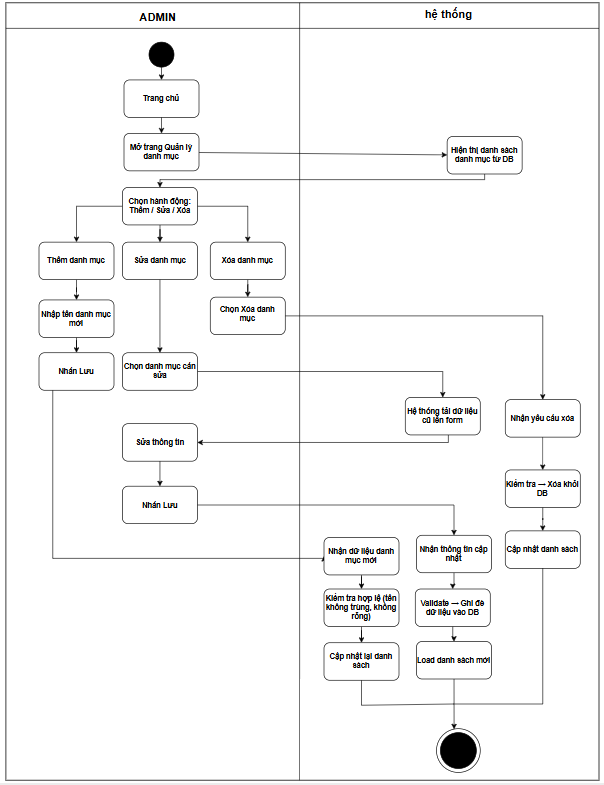 ADMIN
hệ thống
Trang chủ
Mở trang Quản lý
danh mục
Hiện thị danh sách
danh mục từ DB
Chọn hành động:
Thêm / Sửa / Xóa
Thêm danh mục
Sửa danh mục
Xóa danh mục
Nhập tên danh mục
mới
Chọn Xóa danh
mục
Nhấn Lưu
Chọn danh mục cần
sửa
Hệ thống tải dữ liệu
cũ lên form
Nhận yêu cầu xóa
Sửa thông tin
Kiểm tra → Xóa khỏi
DB
Nhấn Lưu
Nhận dữ liệu danh
mục mới
Nhận thông tin cập
nhật
Cập nhật danh sách
Kiểm tra hợp lệ (tên
không trùng, không
rỗng)
Validate → Ghi đè
dữ liệu vào DB
Cập nhật lại danh
sách
Load danh sách mới